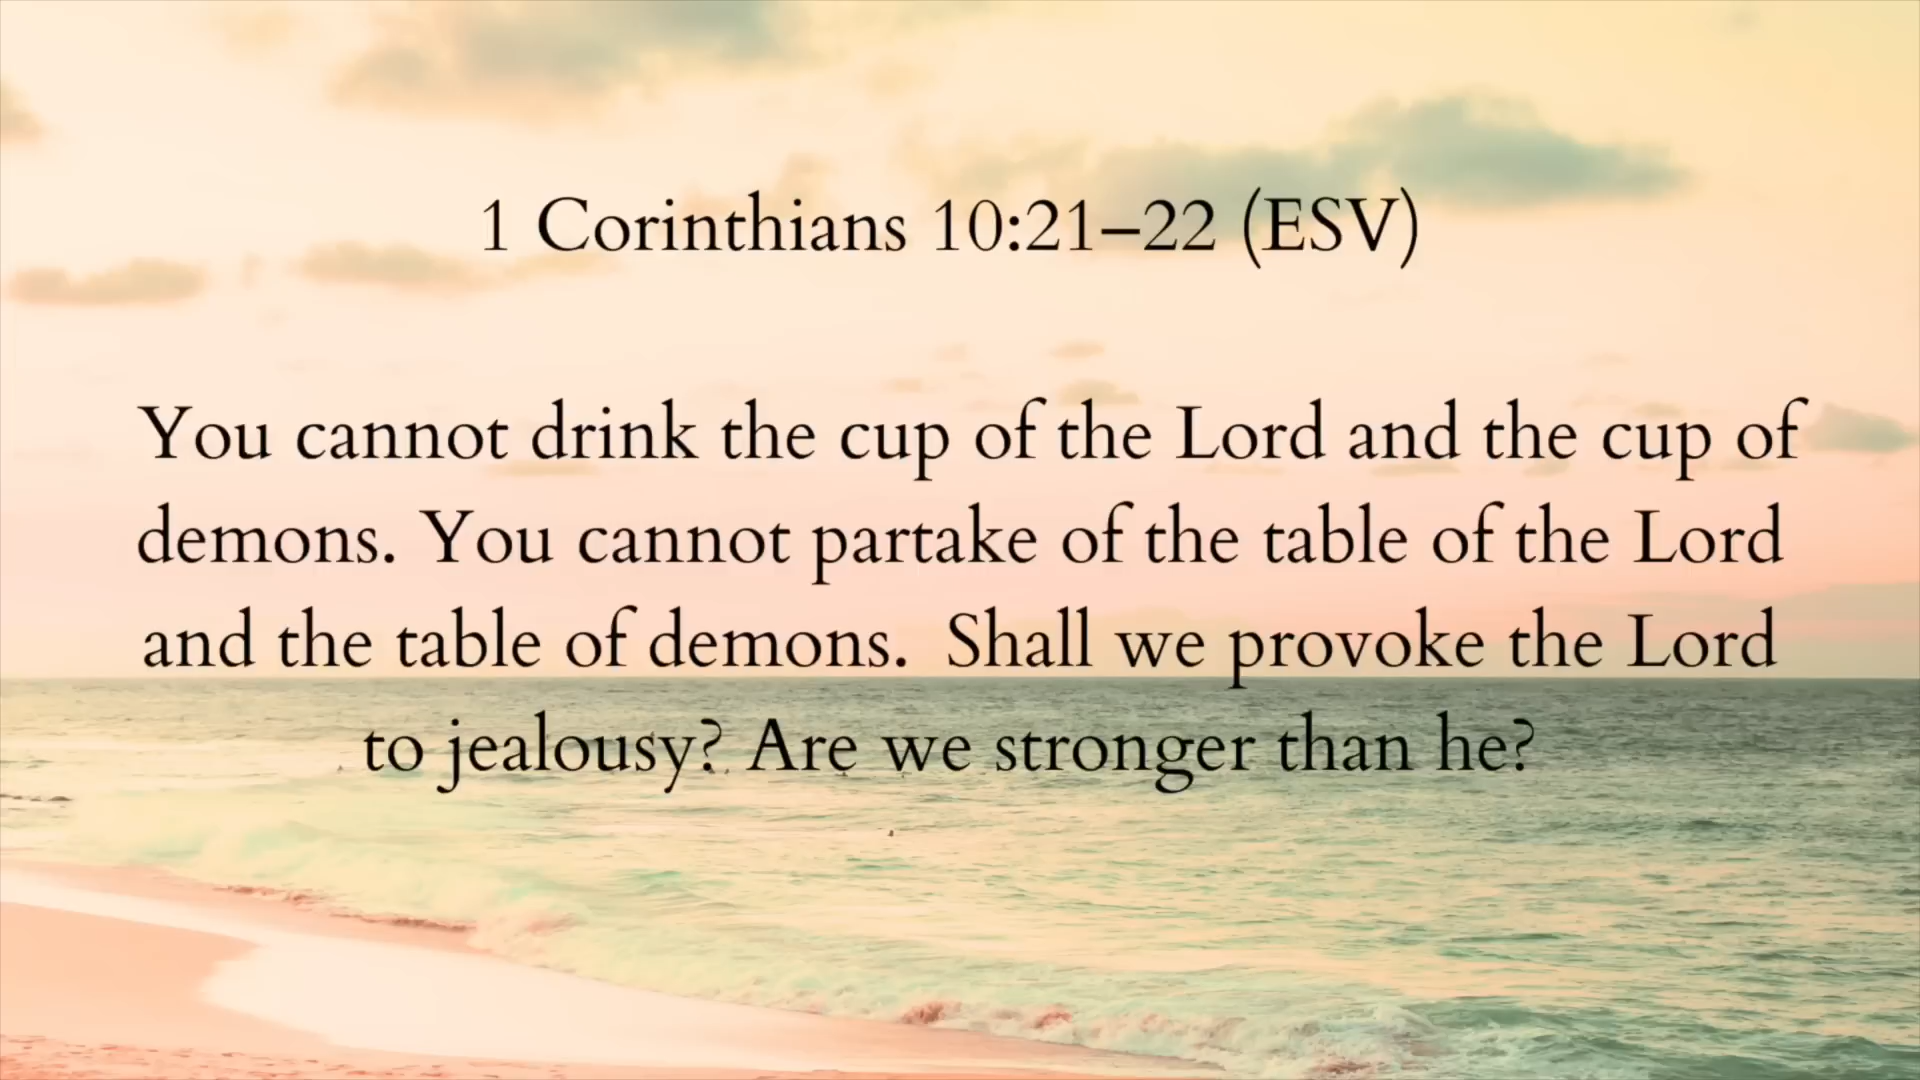 1 Corinthians 10:21–22 (ESV)
You cannot drink the cup of the Lord and the cup of
demons. You cannot partake of the table of the Lord
and the table of demons. Shall we provoke the Lord
to jealousy? Are we stronger than he?